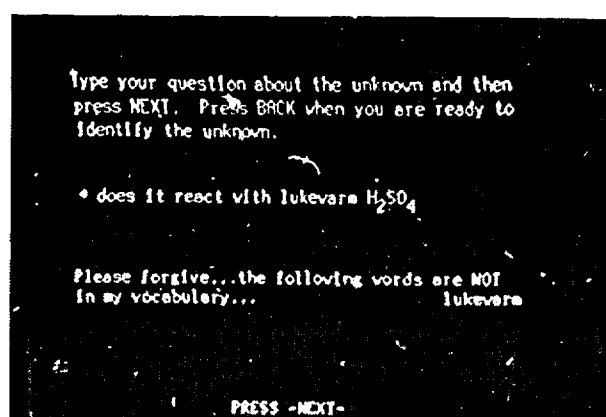 Type your question about the unknown and then
press NEXT. Press BACK when you are ready to
identify the unknown.
* does it react with lukewarm H₂SO₄
Please forgive...the following words are NOT
in my vocabulary... lukewarm
PRESS -NEXT-